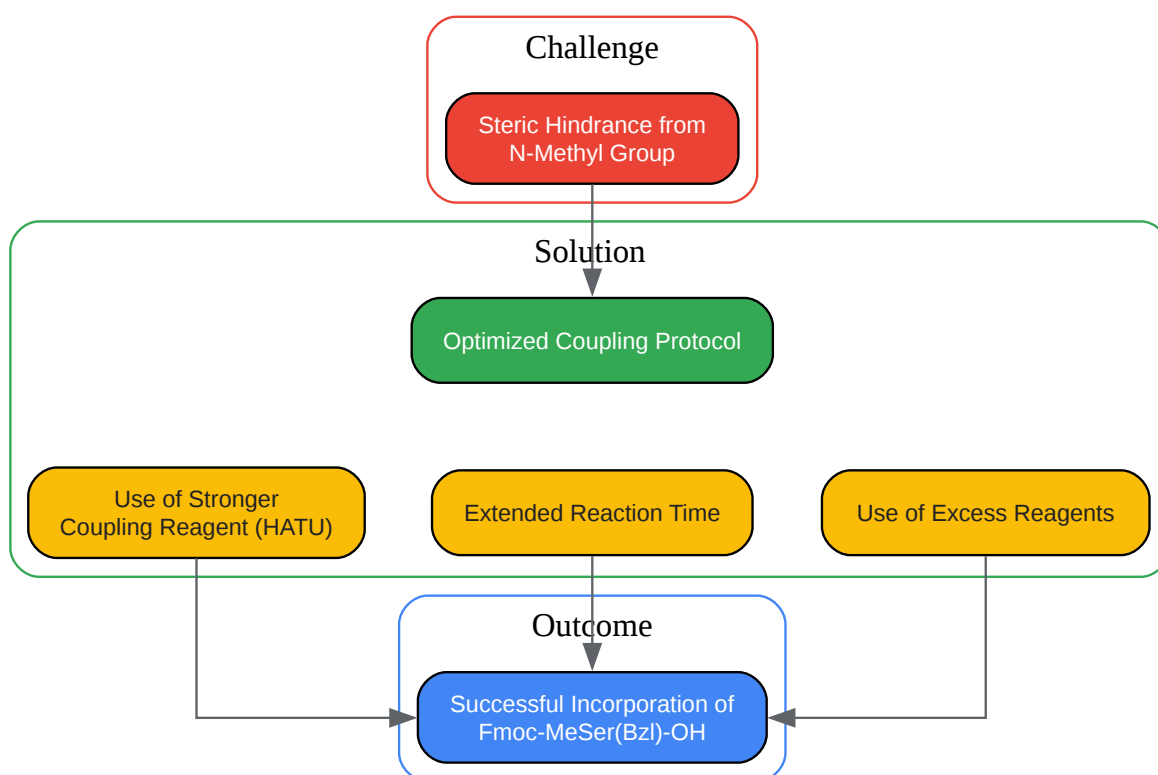 Challenge
Steric Hindrance from
N-Methyl Group
Solution
Optimized Coupling Protocol
Use of Stronger
Coupling Reagent (HATU)
Extended Reaction Time
Use of Excess Reagents
Outcome
Successful Incorporation of
Fmoc-MeSer(Bzl)-OH